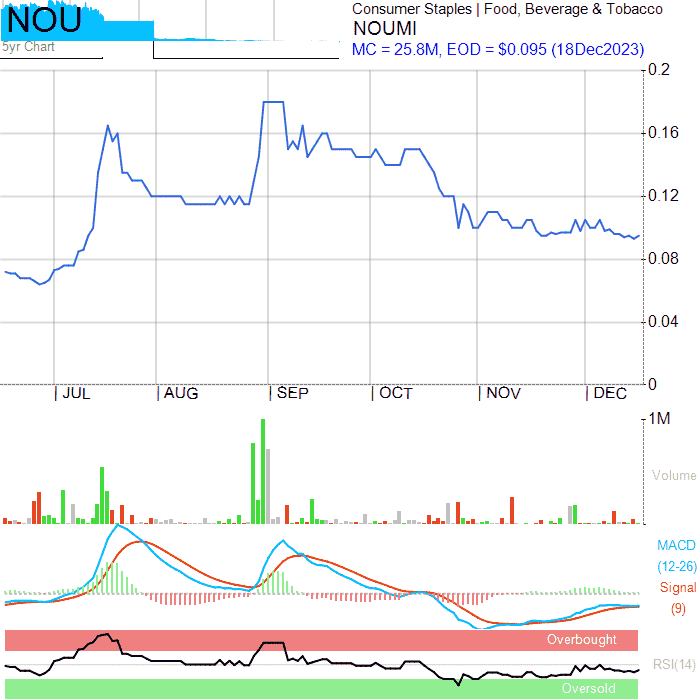 NOU
5yr Chart
Consumer Staples | Food, Beverage & Tobacco
NOUMI
MC = 25.8M, EOD = $0.095 (18Dec2023)
0.2
0.16
0.12
0.08
0.04
0
JUL
AUG
SEP
OCT
NOV
DEC
1M
Volume
MACD
(12-26)
Signal
(9)
Overbought
RSI(14)
Oversold